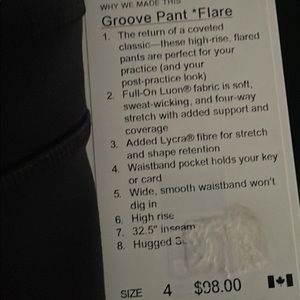 WHY WE MADE THIS
Groove Pant *Flare
1. The return of a coveted
classic—these high-rise, flared
pants are perfect for your
practice (and your
post-practice look)
2. Full-On Luon® fabric is soft,
sweat-wicking, and four-way
stretch with added support and
coverage
3. Added Lycra® fibre for stretch
and shape retention
4. Waistband pocket holds your key
or card
5. Wide, smooth waistband won't
dig in
6. High rise
7. 32.5" inseam
8. Hugged
SIZE 4 $98.00